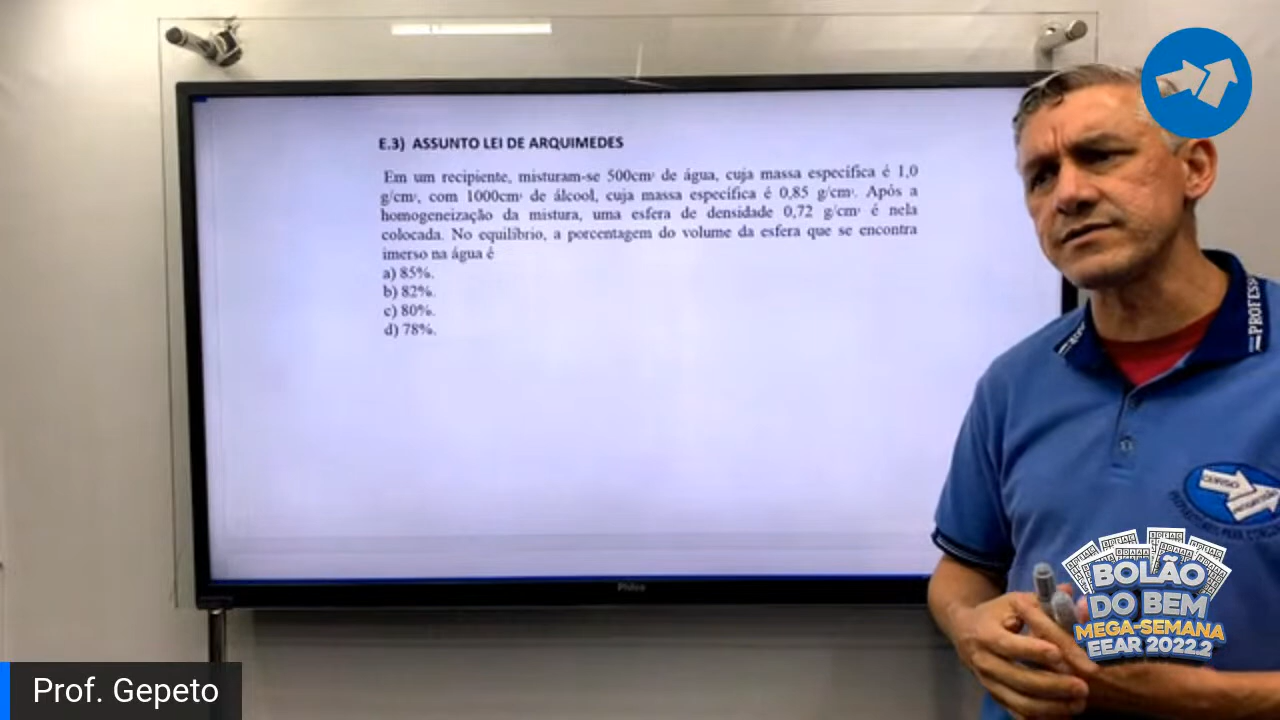 E.3) ASSUNTO LEI DE ARQUIMEDES
Em um recipiente, misturam-se 500cm³ de água, cuja massa específica é 1,0
g/cm³, com 1000cm³ de álcool, cuja massa específica é 0,85 g/cm³. Após a
homogeneização da mistura, uma esfera de densidade 0,72 g/cm³ é nela
colocada. No equilíbrio, a porcentagem do volume da esfera que se encontra
imerso na água é
a) 85%.
b) 82%.
c) 80%.
d) 78%.
Philco
PROFESS
CURSO
BOLÃO
DO BEM
MEGA-SEMANA
EEAR 2022.2
Prof. Gepeto